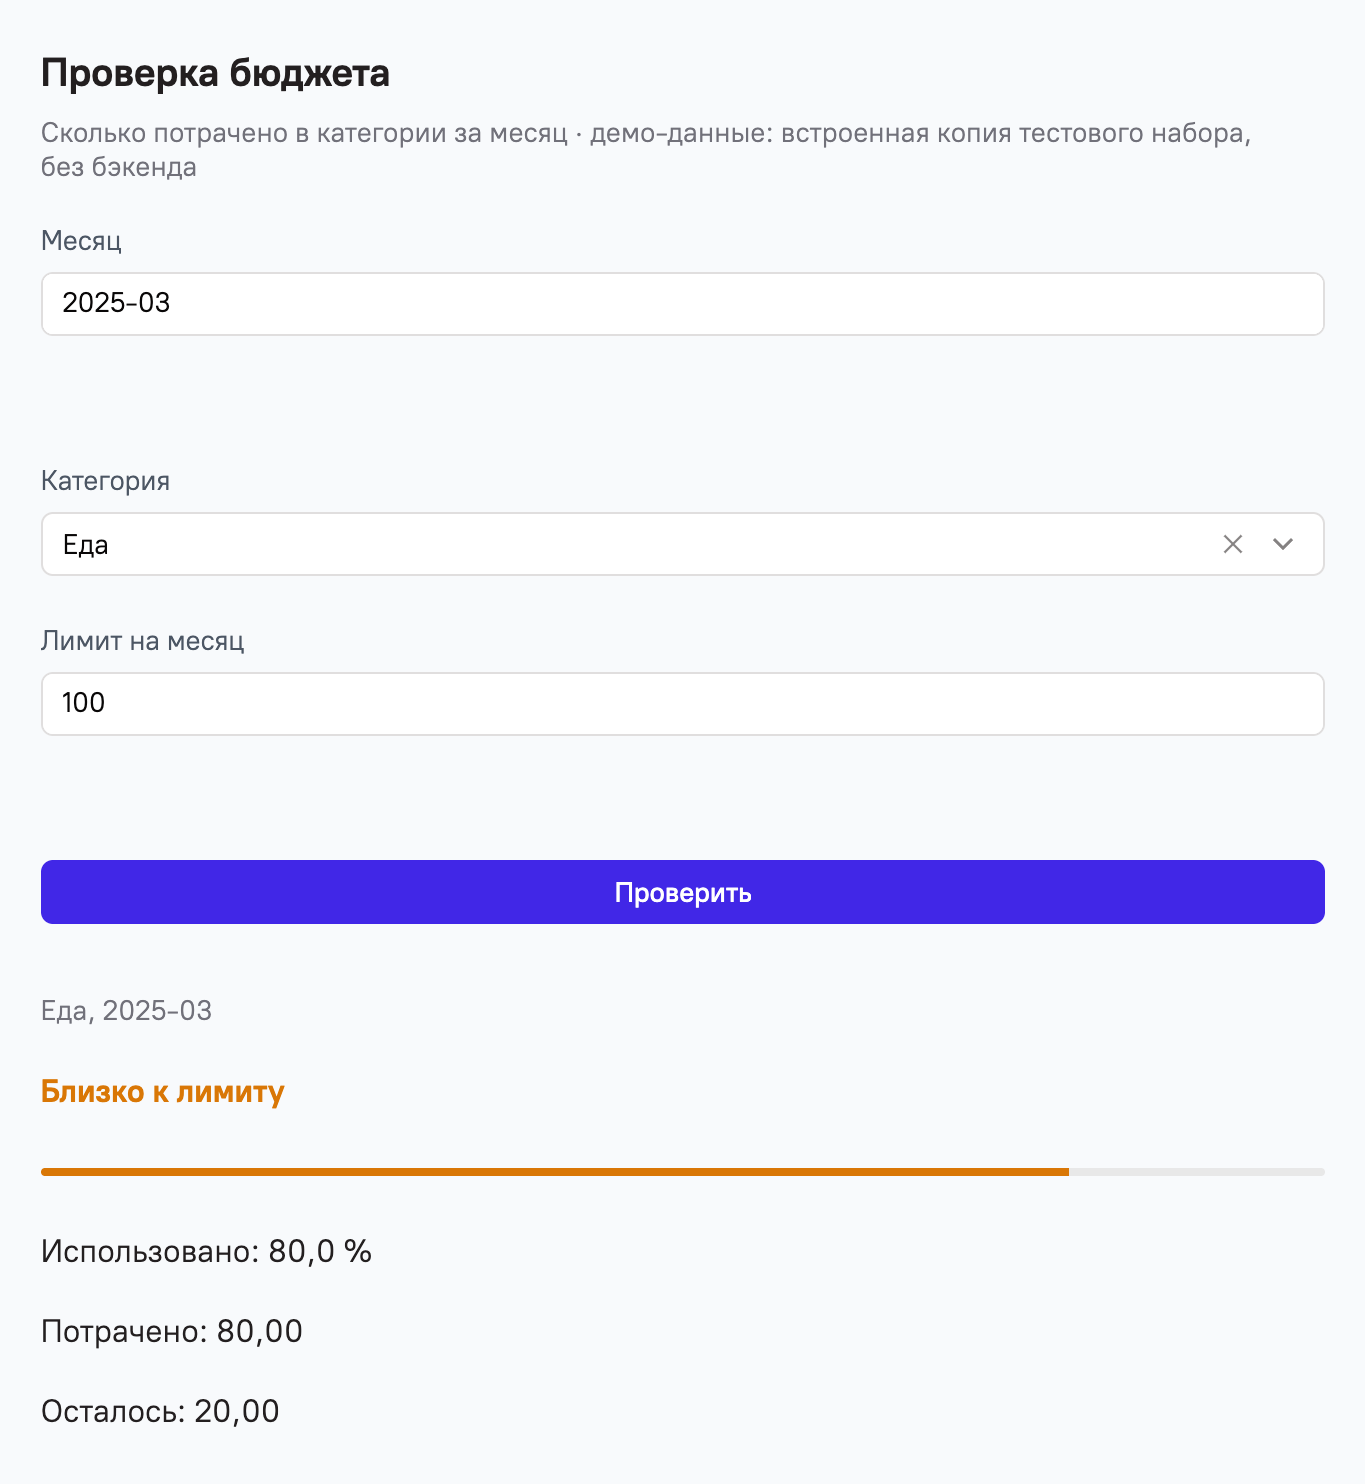 Проверка бюджета
Сколько потрачено в категории за месяц · демо-данные: встроенная копия тестового набора,
без бэкенда
Месяц
2025-03
Категория
Еда
Лимит на месяц
100
Проверить
Еда, 2025-03
Близко к лимиту
Использовано: 80,0 %
Потрачено: 80,00
Осталось: 20,00